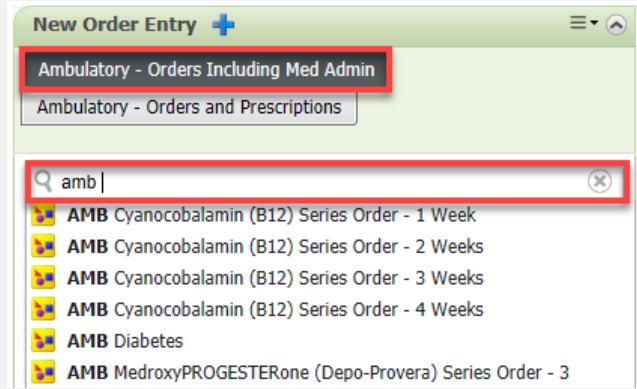 New Order Entry
Ambulatory - Orders Including Med Admin
Ambulatory - Orders and Prescriptions
amb
AMB Cyanocobalamin (B12) Series Order - 1 Week
AMB Cyanocobalamin (B12) Series Order - 2 Weeks
AMB Cyanocobalamin (B12) Series Order - 3 Weeks
AMB Cyanocobalamin (B12) Series Order - 4 Weeks
AMB Diabetes
AMB MedroxyPROGESTERone (Depo-Provera) Series Order - 3